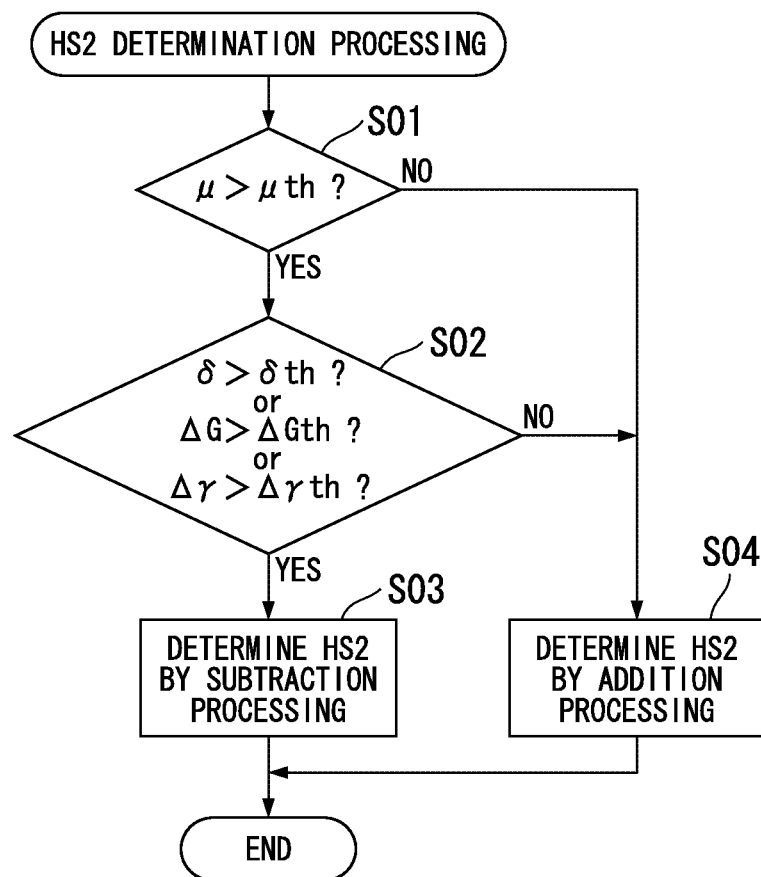 HS2 DETERMINATION PROCESSING
S01
μ > μ th ?
NO
YES
S02
δ > δ th ?
or
ΔG > ΔGth ?
or
Δγ > Δγ th ?
NO
YES
S03
DETERMINE HS2
BY SUBTRACTION
PROCESSING
S04
DETERMINE HS2
BY ADDITION
PROCESSING
END